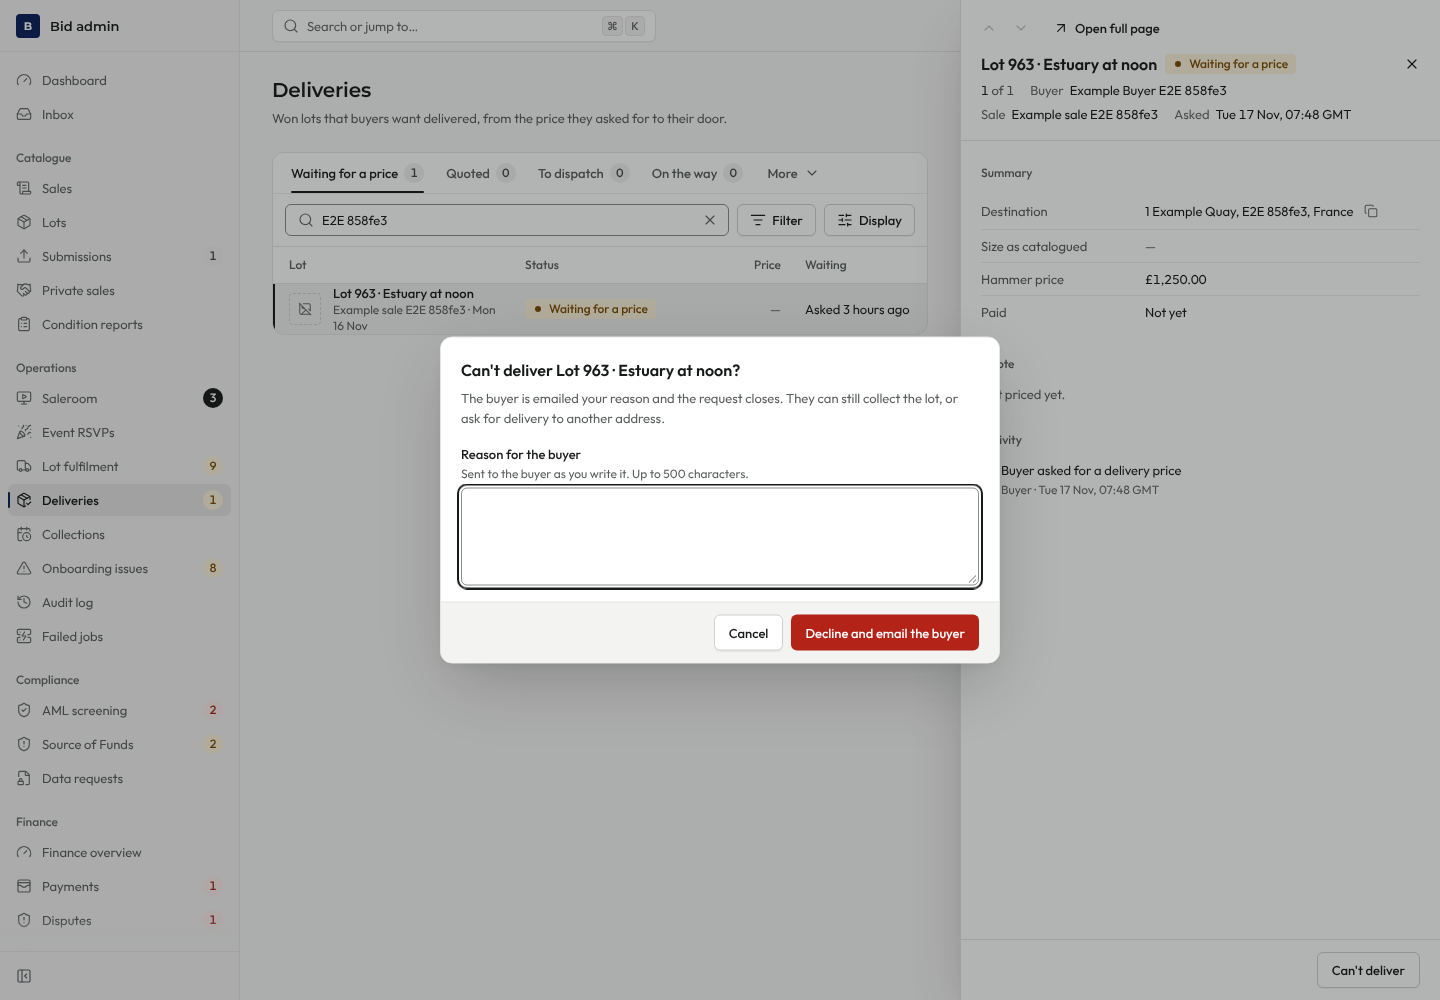 B Bid admin
Search or jump to...
⌘ K
Dashboard
Inbox
Catalogue
Sales
Lots
Submissions 1
Private sales
Condition reports
Operations
Saleroom 3
Event RSVPs
Lot fulfilment 9
Deliveries 1
Collections
Onboarding issues 8
Audit log
Failed jobs
Compliance
AML screening 2
Source of Funds 2
Data requests
Finance
Finance overview
Payments 1
Disputes 1
Deliveries
Won lots that buyers want delivered, from the price they asked for to their door.
Waiting for a price 1 Quoted 0 To dispatch 0 On the way 0 More
E2E 858fe3
Filter
Display
Lot Status Price Waiting
Lot 963 · Estuary at noon
Example sale E2E 858fe3 · Mon
16 Nov
Waiting for a price
—
Asked 3 hours ago
Open full page
Lot 963 · Estuary at noon Waiting for a price
1 of 1 Buyer Example Buyer E2E 858fe3
Sale Example sale E2E 858fe3 Asked Tue 17 Nov, 07:48 GMT
Summary
Destination 1 Example Quay, E2E 858fe3, France
Size as catalogued —
Hammer price £1,250.00
Paid Not yet
ote
t priced yet.
ivity
Buyer asked for a delivery price
Buyer · Tue 17 Nov, 07:48 GMT
Can't deliver
Can't deliver Lot 963 · Estuary at noon?
The buyer is emailed your reason and the request closes. They can still collect the lot, or
ask for delivery to another address.
Reason for the buyer
Sent to the buyer as you write it. Up to 500 characters.
Cancel
Decline and email the buyer